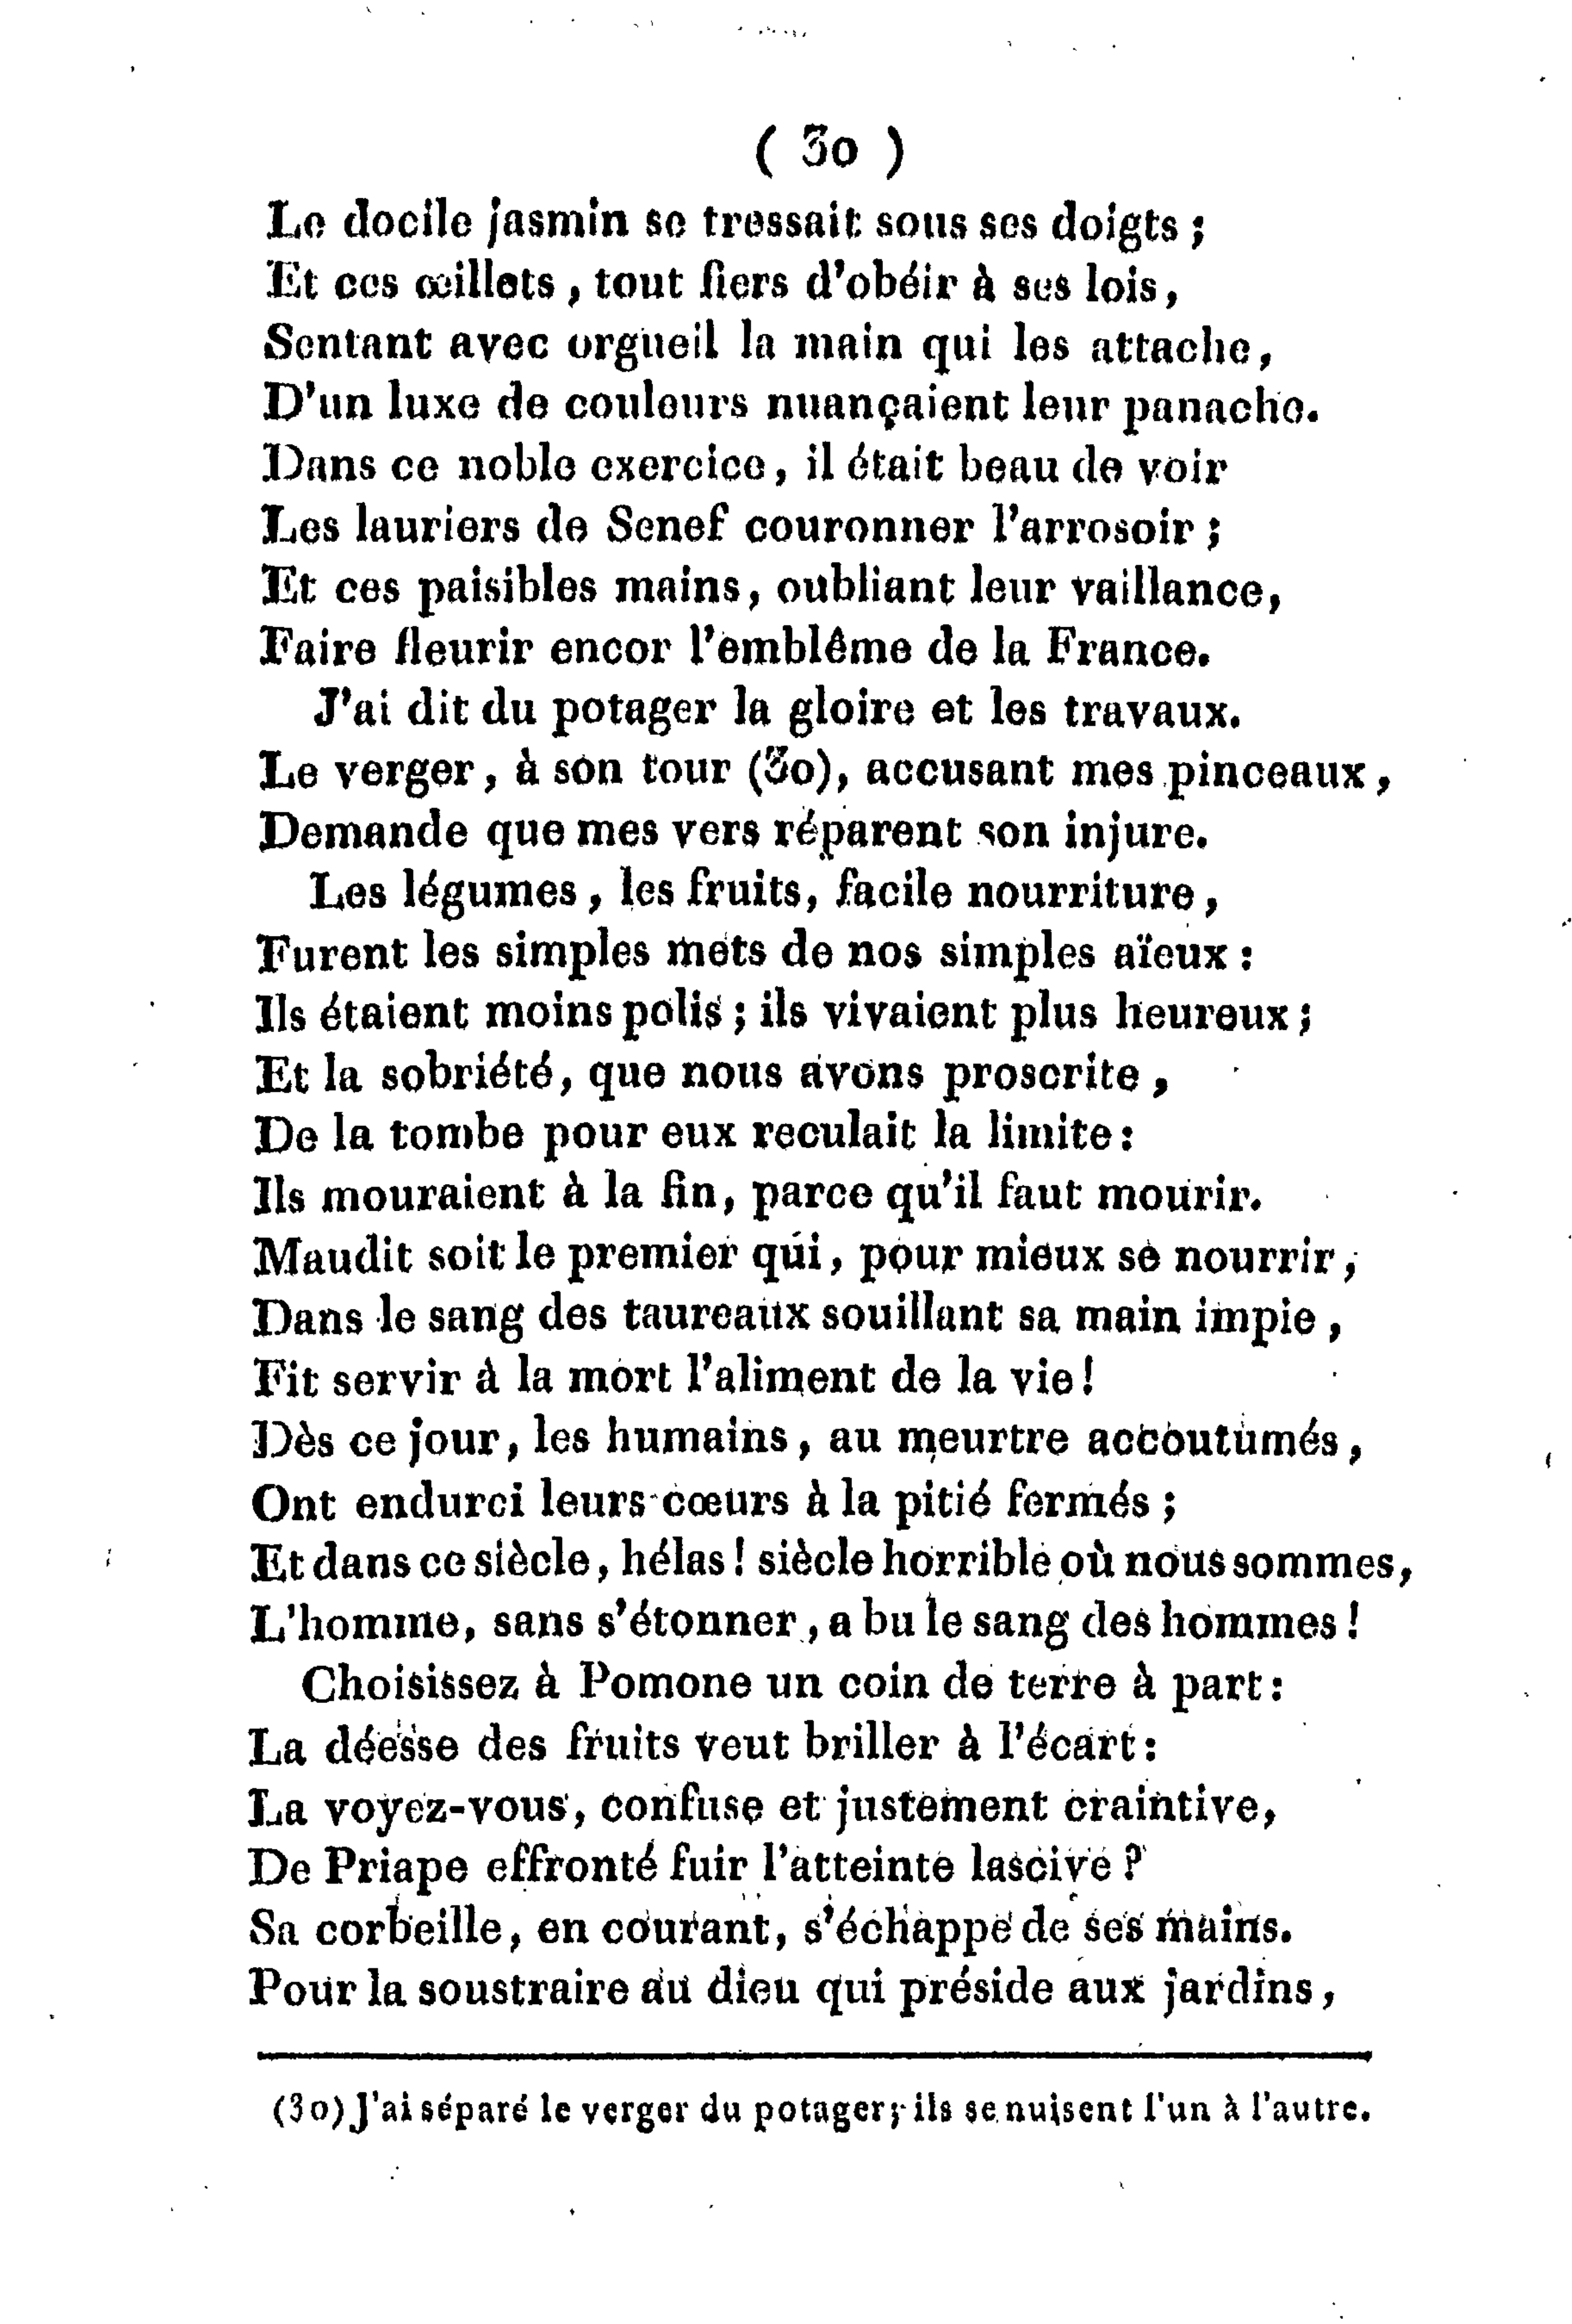 ( 30 )
Le docile jasmin se tressait sous ses doigts ;
Et ces œillets , tout fiers d'obéir à ses lois ,
Sentant avec orgueil la main qui les attache ,
D'un luxe de couleurs nuançaient leur panache.
Dans ce noble exercice , il était beau de voir
Les lauriers de Senef couronner l'arrosoir ;
Et ces paisibles mains , oubliant leur vaillance ,
Faire fleurir encor l'emblême de la France.
J'ai dit du potager la gloire et les travaux.
Le verger , à son tour (30), accusant mes pinceaux ,
Demande que mes vers réparent son injure.
Les légumes , les fruits , facile nourriture ,
Furent les simples mets de nos simples aïeux :
Ils étaient moins polis ; ils vivaient plus heureux ;
Et la sobriété , que nous avons proscrite ,
De la tombe pour eux reculait la limite :
Ils mouraient à la fin , parce qu'il faut mourir.
Maudit soit le premier qui , pour mieux se nourrir ,
Dans le sang des taureaux souillant sa main impie ,
Fit servir à la mort l'aliment de la vie !
Dès ce jour , les humains , au meurtre accoutumés ,
Ont endurci leurs cœurs à la pitié fermés ;
Et dans ce siècle , hélas ! siècle horrible où nous sommes ,
L'homme , sans s'étonner , a bu le sang des hommes !
Choisissez à Pomone un coin de terre à part :
La déesse des fruits veut briller à l'écart :
La voyez-vous , confuse et justement craintive ,
De Priape effronté fuir l'atteinte lascive ?
Sa corbeille , en courant , s'échappe de ses mains.
Pour la soustraire au dieu qui préside aux jardins ,
(30) J'ai séparé le verger du potager ; ils se nuisent l'un à l'autre.